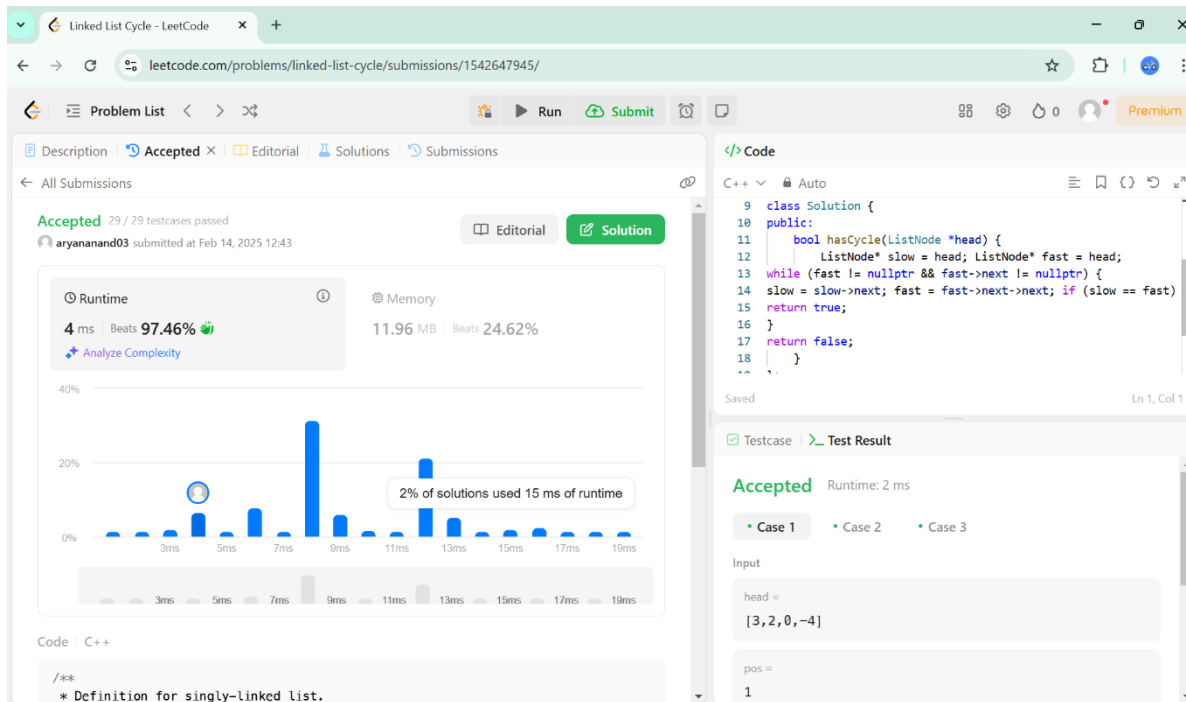 Linked List Cycle - LeetCode
leetcode.com/problems/linked-list-cycle/submissions/1542647945/
Problem List
Run
Submit
0
Premium
Description
Accepted
Editorial
Solutions
Submissions
All Submissions
Accepted 29 / 29 testcases passed
aryananand03 submitted at Feb 14, 2025 12:43
Editorial
Solution
Runtime
4 ms Beats 97.46%
Analyze Complexity
Memory
11.96 MB Beats 24.62%
40%
20%
0%
2% of solutions used 15 ms of runtime
3ms 5ms 7ms 9ms 11ms 13ms 15ms 17ms 19ms
3ms 5ms 7ms 9ms 11ms 13ms 15ms 17ms 19ms
Code C++
/**
* Definition for singly-linked list.
</> Code
C++ Auto
9 class Solution {
10 public:
11 bool hasCycle(ListNode *head) {
12 ListNode* slow = head; ListNode* fast = head;
13 while (fast != nullptr && fast->next != nullptr) {
14 slow = slow->next; fast = fast->next->next; if (slow == fast)
15 return true;
16 }
17 return false;
18 }
Saved
Ln 1, Col 1
Testcase
>_ Test Result
Accepted Runtime: 2 ms
• Case 1 • Case 2 • Case 3
Input
head =
[3,2,0,-4]
pos =
1